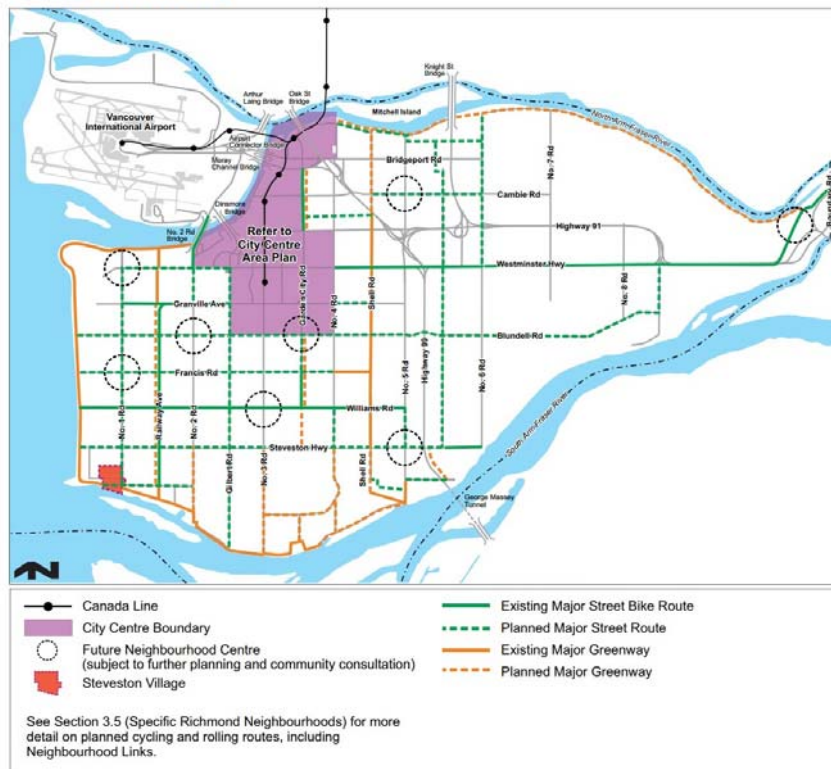 Knight St
Bridge
Arthur
Laing Bridge
Oak St
Bridge
Mitchell Island
Vancouver
International Airport
North Arm Fraser River
Airport
Connector Bridge
Moray
Channel Bridge
Bridgeport Rd
No. 7 Rd
Cambie Rd
Boundary Rd
Dinsmore
Bridge
No. 2 Rd
Bridge
Refer to
City Centre
Area Plan
Highway 91
Westminster Hwy
Garden City Rd
No. 4 Rd
Shell Rd
No. 8 Rd
Granville Ave
Blundell Rd
No. 5 Rd
Highway 99
No. 6 Rd
Francis Rd
No. 1 Rd
Railway Ave
No. 2 Rd
Williams Rd
Steveston Hwy
Gilbert Rd
No. 3 Rd
Shell Rd
South Arm Fraser River
George Massey
Tunnel
N
Canada Line
City Centre Boundary
Future Neighbourhood Centre
(subject to further planning and community consultation)
Steveston Village
Existing Major Street Bike Route
Planned Major Street Route
Existing Major Greenway
Planned Major Greenway
See Section 3.5 (Specific Richmond Neighbourhoods) for more
detail on planned cycling and rolling routes, including
Neighbourhood Links.